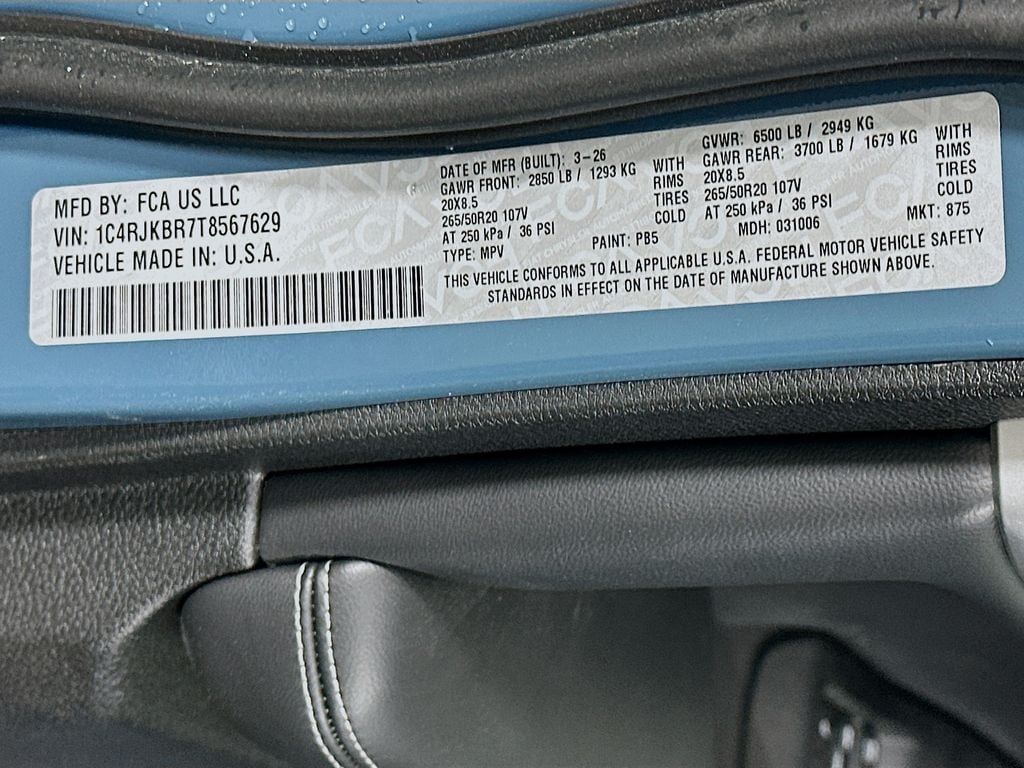 MFD BY: FCA US LLC
VIN: 1C4RJKBR7T8567629
VEHICLE MADE IN: U.S.A.
DATE OF MFR (BUILT): 3-26
GAWR FRONT: 2850 LB / 1293 KG WITH
20X8.5 RIMS
265/50R20 107V TIRES
AT 250 kPa / 36 PSI COLD
TYPE: MPV PAINT: PB5
GVWR: 6500 LB / 2949 KG
GAWR REAR: 3700 LB / 1679 KG WITH
20X8.5 RIMS
265/50R20 107V TIRES
AT 250 kPa / 36 PSI COLD
MDH: 031006 MKT: 875
THIS VEHICLE CONFORMS TO ALL APPLICABLE U.S.A. FEDERAL MOTOR VEHICLE SAFETY
STANDARDS IN EFFECT ON THE DATE OF MANUFACTURE SHOWN ABOVE.